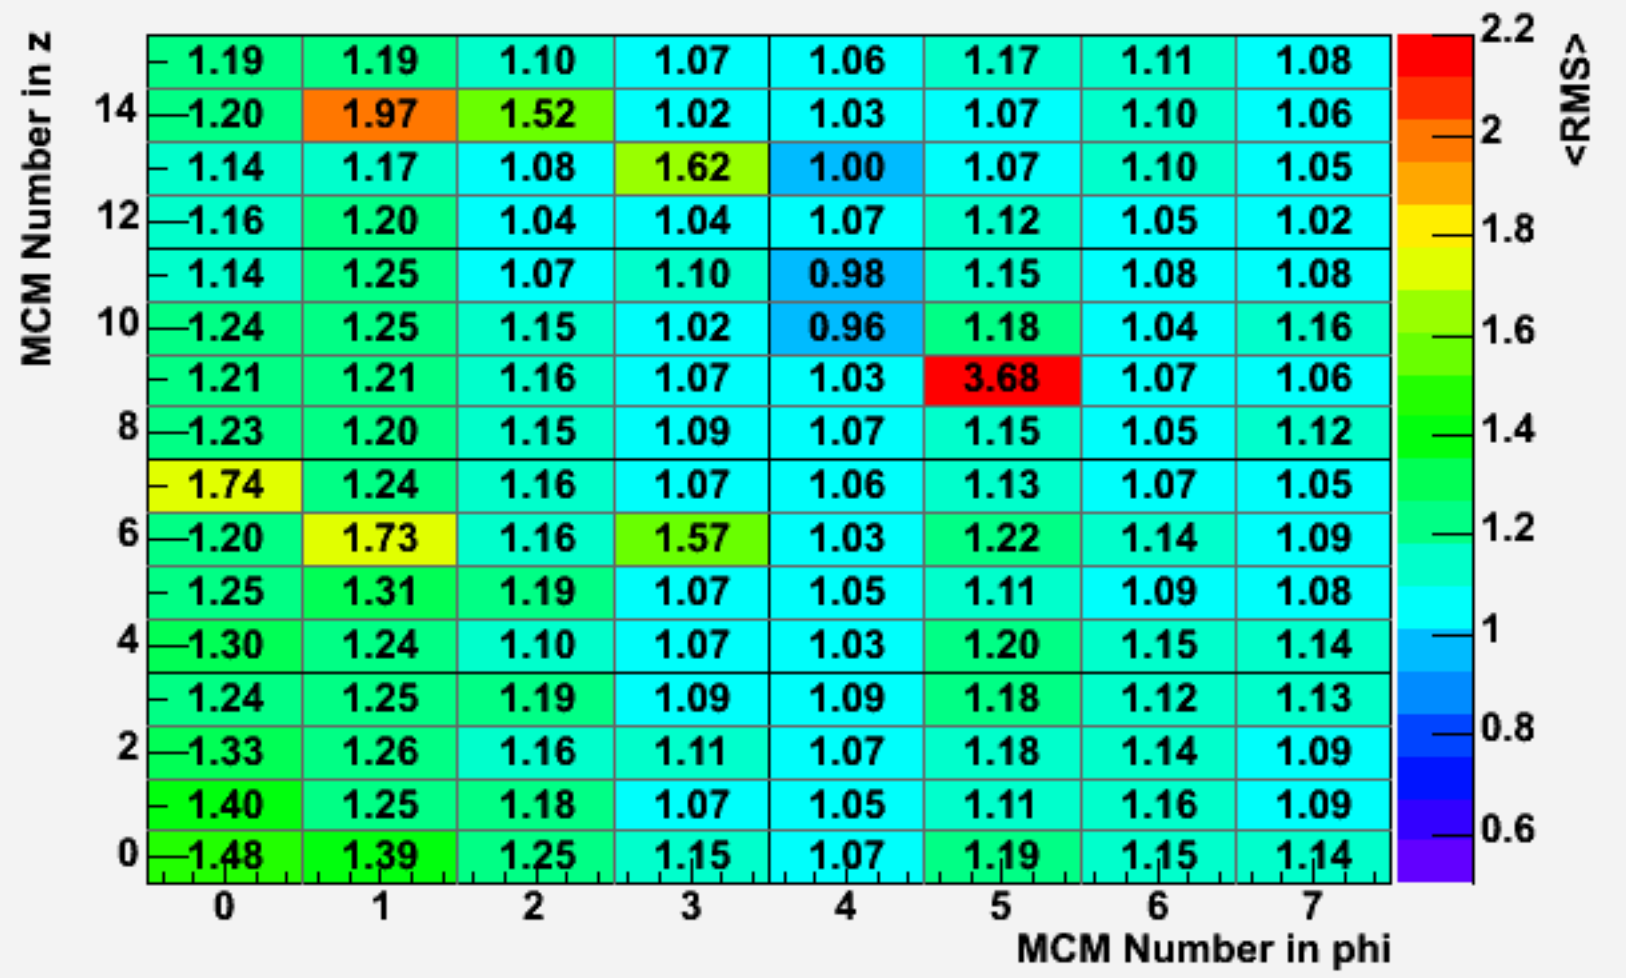 MCM Number in z
1.19 1.19 1.10 1.07 1.06 1.17 1.11 1.08 2.2
14 1.20 1.97 1.52 1.02 1.03 1.07 1.10 1.06 2
1.14 1.17 1.08 1.62 1.00 1.07 1.10 1.05
12 1.16 1.20 1.04 1.04 1.07 1.12 1.05 1.02 1.8
1.14 1.25 1.07 1.10 0.98 1.15 1.08 1.08
10 1.24 1.25 1.15 1.02 0.96 1.18 1.04 1.16 1.6
1.21 1.21 1.16 1.07 1.03 3.68 1.07 1.06
8 1.23 1.20 1.15 1.09 1.07 1.15 1.05 1.12 1.4
1.74 1.24 1.16 1.07 1.06 1.13 1.07 1.05
6 1.20 1.73 1.16 1.57 1.03 1.22 1.14 1.09 1.2
1.25 1.31 1.19 1.07 1.05 1.11 1.09 1.08
4 1.30 1.24 1.10 1.07 1.03 1.20 1.15 1.14 1
1.24 1.25 1.19 1.09 1.09 1.18 1.12 1.13
2 1.33 1.26 1.16 1.11 1.07 1.18 1.14 1.09 0.8
1.40 1.25 1.18 1.07 1.05 1.11 1.16 1.09
0 1.48 1.39 1.25 1.15 1.07 1.19 1.15 1.14 0.6
0 1 2 3 4 5 6 7
MCM Number in phi
<RMS>